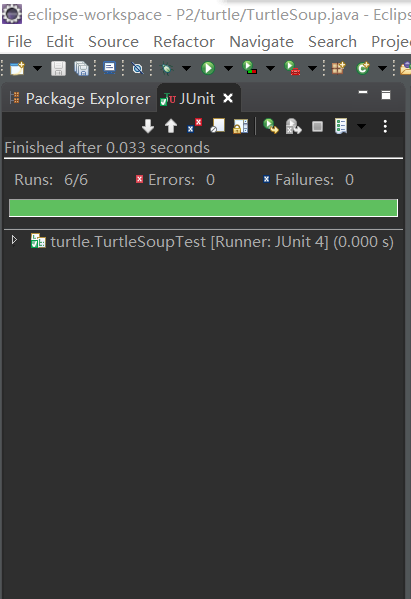 eclipse-workspace - P2/turtle/TurtleSoup.java - Eclips
File Edit Source Refactor Navigate Search Projec
Package Explorer JUnit
Finished after 0.033 seconds
Runs: 6/6 Errors: 0 Failures: 0
turtle.TurtleSoupTest [Runner: JUnit 4] (0.000 s)